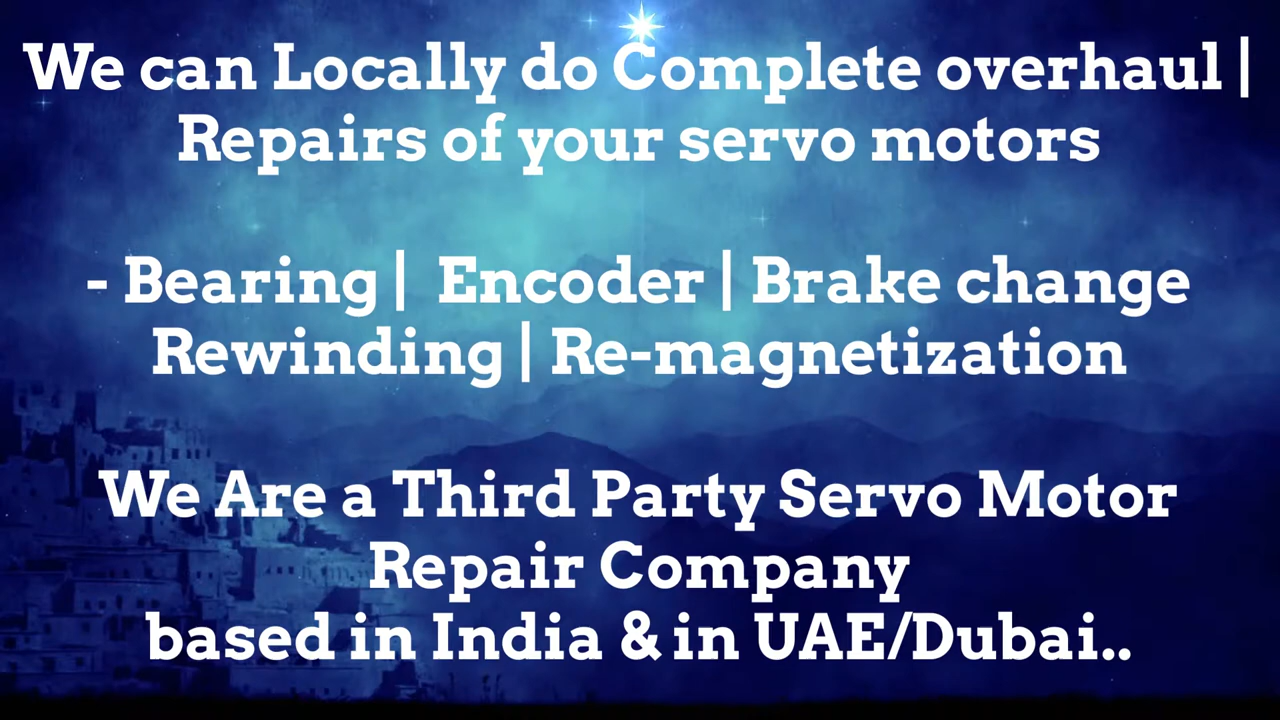 We can Locally do Complete overhaul |
Repairs of your servo motors
- Bearing |  Encoder | Brake change
Rewinding | Re-magnetization
We Are a Third Party Servo Motor
Repair Company
based in India & in UAE/Dubai..